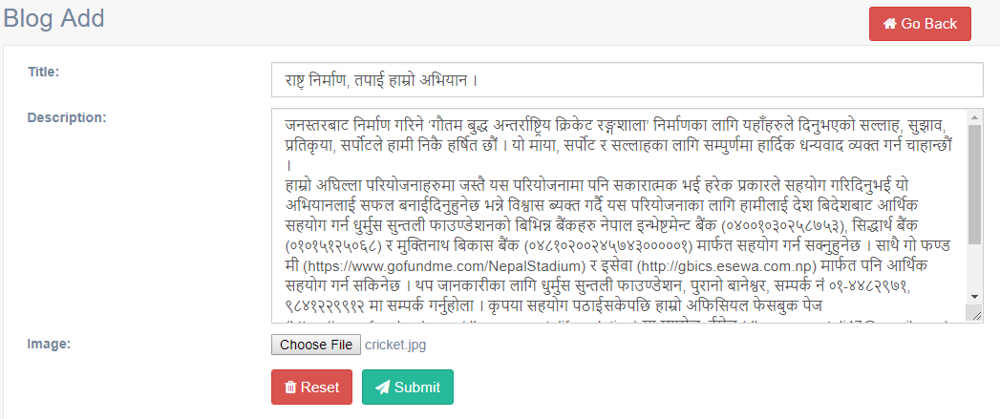 Blog Add
Go Back
Title:
राष्ट्र निर्माण, तपाई हाम्रो अभियान ।
Description:
जनस्तरबाट निर्माण गरिने 'गौतम बुद्ध अन्तर्राष्ट्रिय क्रिकेट रङ्गशाला' निर्माणका लागि यहाँहरुले दिनुभएको सल्लाह, सुझाव,
प्रतिकृया, सर्पोटले हामी निकै हर्षित छौं । यो माया, सर्पोट र सल्लाहका लागि सम्पुर्णमा हार्दिक धन्यवाद व्यक्त गर्न चाहान्छौं
।
हाम्रो अघिल्ला परियोजनाहरुमा जस्तै यस परियोजनामा पनि सकारात्मक भई हरेक प्रकारले सहयोग गरिदिनुभई यो
अभियानलाई सफल बनाईदिनुहुनेछ भन्ने विश्वास ब्यक्त गर्दै यस परियोजनाका लागि हामीलाई देश बिदेशबाट आर्थिक
सहयोग गर्न धुर्मुस सुन्तली फाउण्डेशनको बिभिन्न बैंकहरु नेपाल इन्भेष्टमेन्ट बैंक (०४००१०३०२५८७५३), सिद्धार्थ बैंक
(०१०१५१२५०६८) र मुक्तिनाथ बिकास बैंक (०४८१०२००२४५७४३००००० १) मार्फत सहयोग गर्न सक्नुहुनेछ । साथै गो फण्ड
मी (https://www.gofundme.com/NepalStadium) र इसेवा (http://gbics.esewa.com.np) मार्फत पनि आर्थिक
सहयोग गर्न सकिनेछ । थप जानकारीका लागि धुर्मुस सुन्तली फाउण्डेशन, पुरानो बानेश्वर, सम्पर्क नं ०१-४४८२९७१,
९८४१२२९९१२ मा सम्पर्क गर्नुहोला । कृपया सहयोग पठाईसकेपछि हाम्रो अफिसियल फेसबुक पेज
Image:
Choose File cricket.jpg
Reset Submit